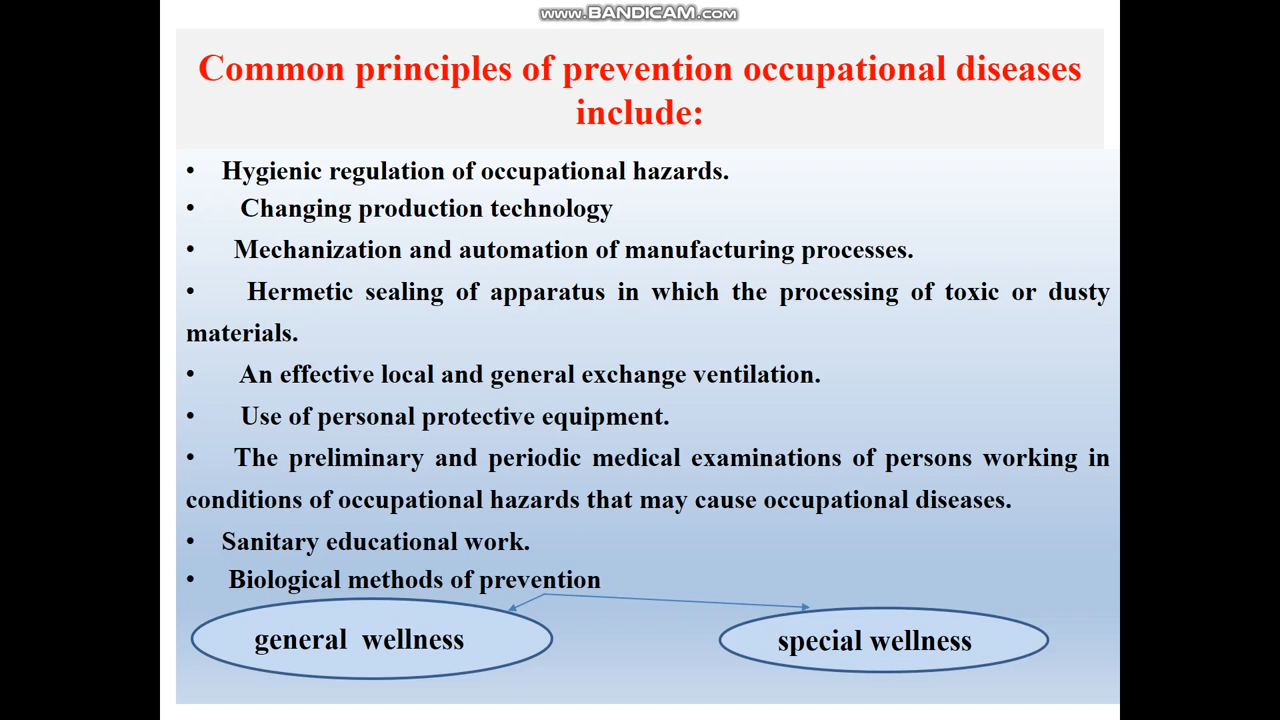 www.BANDICAM.com
Common principles of prevention occupational diseases
include:
• Hygienic regulation of occupational hazards.
• Changing production technology
• Mechanization and automation of manufacturing processes.
• Hermetic sealing of apparatus in which the processing of toxic or dusty
materials.
• An effective local and general exchange ventilation.
• Use of personal protective equipment.
• The preliminary and periodic medical examinations of persons working in
conditions of occupational hazards that may cause occupational diseases.
• Sanitary educational work.
• Biological methods of prevention
general wellness
special wellness